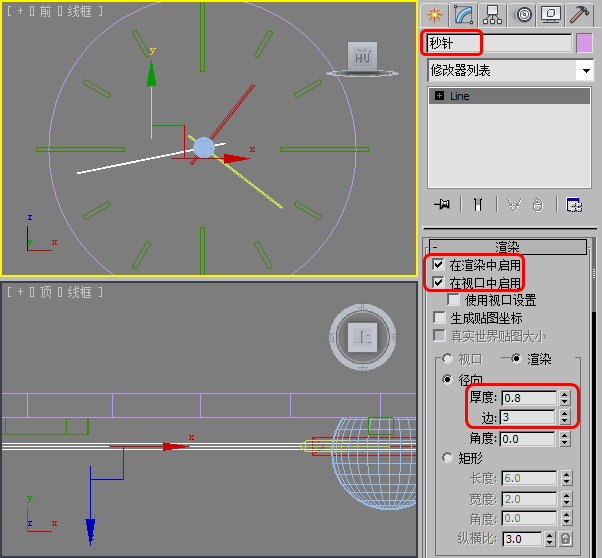 [ + 0 前 0 线框 ]
y
x
前
z
y
x
[ + 0 顶 0 线框 ]
上
x
y
z
x
z
秒针
修改器列表
Line
渲染
在渲染中启用
在视口中启用
使用视口设置
生成贴图坐标
真实世界贴图大小
视口
渲染
径向
厚度: 0.8
边: 3
角度: 0.0
矩形
长度: 6.0
宽度: 2.0
角度: 0.0
纵横比: 3.0